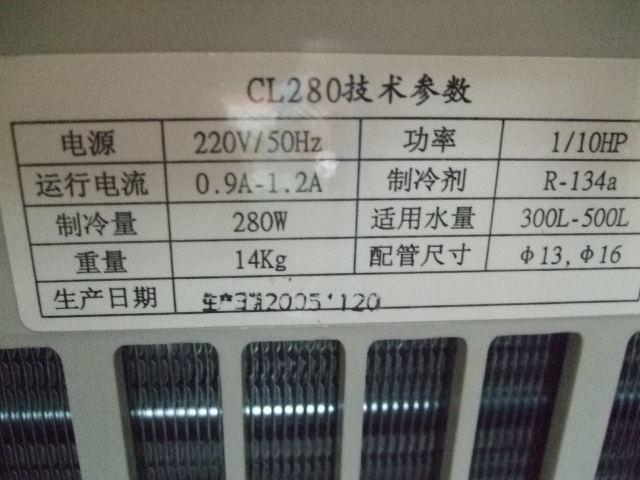 CL280技术参数
电源 220V/50Hz 功率 1/10HP
运行电流 0.9A-1.2A 制冷剂 R-134a
制冷量 280W 适用水量 300L-500L
重量 14Kg 配管尺寸 Φ13,Φ16
生产日期